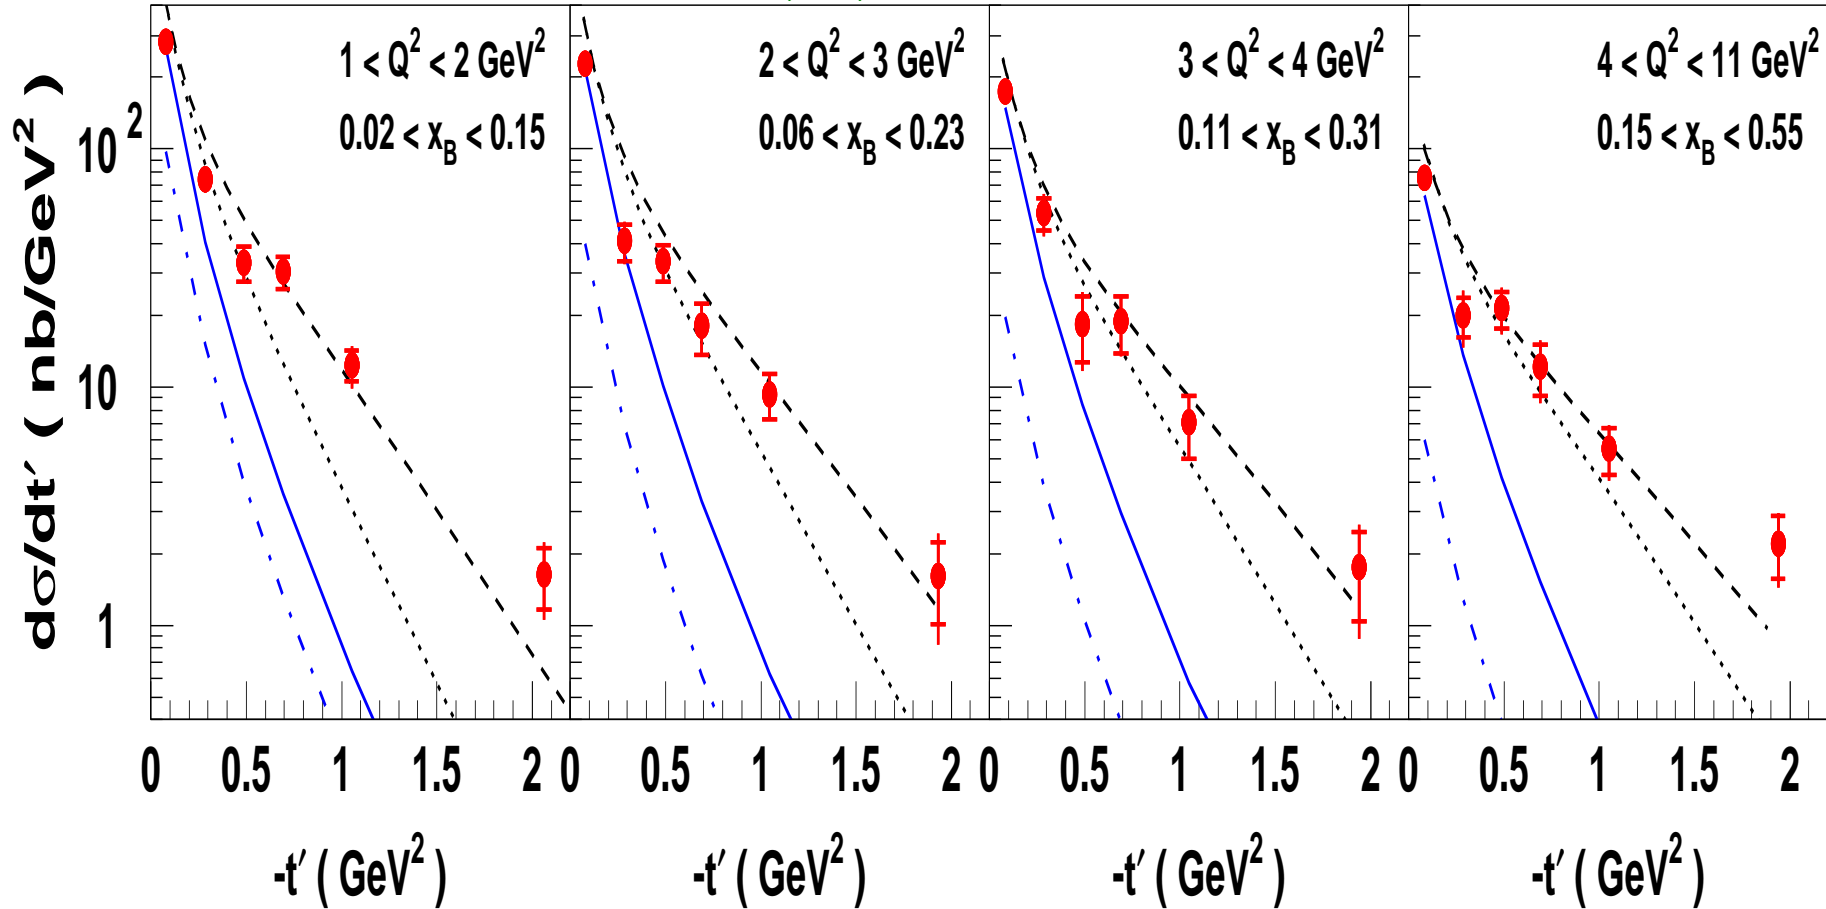 1 < Q² < 2 GeV²
0.02 < x_B < 0.15
2 < Q² < 3 GeV²
0.06 < x_B < 0.23
3 < Q² < 4 GeV²
0.11 < x_B < 0.31
4 < Q² < 11 GeV²
0.15 < x_B < 0.55
dσ/dt′ ( nb/GeV² )
10²
10
1
0 0.5 1 1.5 2 0 0.5 1 1.5 2 0 0.5 1 1.5 2 0 0.5 1 1.5 2
-t′ ( GeV² ) -t′ ( GeV² ) -t′ ( GeV² ) -t′ ( GeV² )